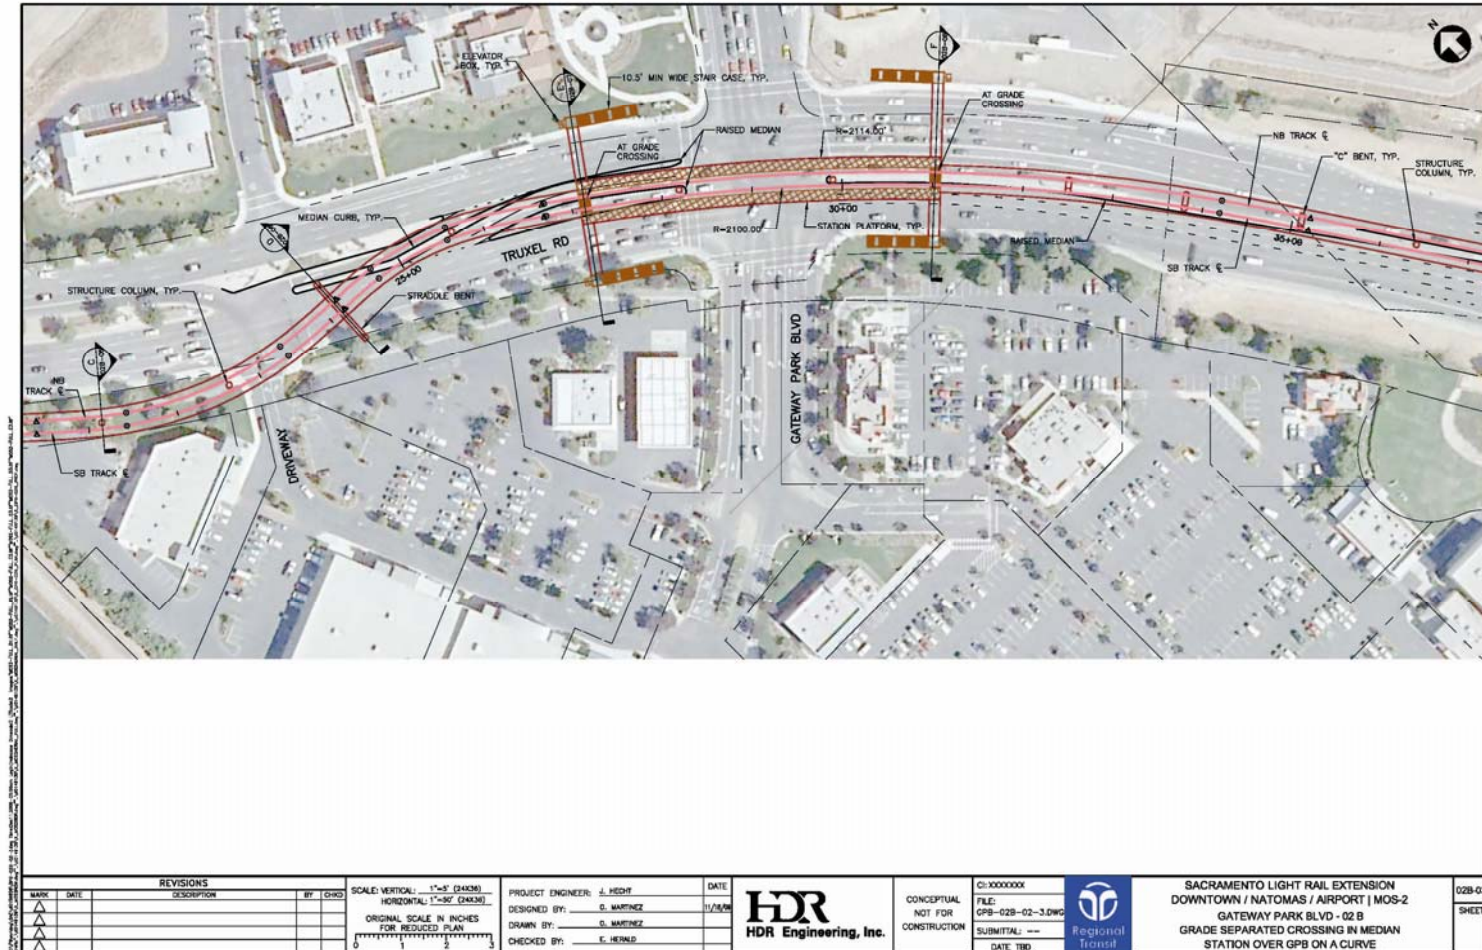 N
ELEVATOR
BOX, TYP.
10.5' MIN WIDE STAIR CASE, TYP.
AT GRADE
CROSSING
RAISED MEDIAN
R=2114.00'
AT GRADE
CROSSING
NB TRACK ℄
"C" BENT, TYP.
STRUCTURE
COLUMN, TYP.
MEDIAN CURB, TYP.
TRUXEL RD
R=2100.00'
30+00
STATION PLATFORM, TYP.
RAISED MEDIAN
35+00
SB TRACK ℄
25+00
STRADDLE BENT
STRUCTURE COLUMN, TYP.
C
D
E
F
NB
TRACK ℄
SB TRACK ℄
DRIVEWAY
GATEWAY PARK BLVD
REVISIONS
MARK DATE DESCRIPTION BY CHKD
SCALE: VERTICAL: 1"=5' (24X36)
HORIZONTAL: 1"=50' (24X36)
ORIGINAL SCALE IN INCHES
FOR REDUCED PLAN
0 1 2 3
PROJECT ENGINEER: J. HECHT
DESIGNED BY: D. MARTINEZ
DRAWN BY: D. MARTINEZ
CHECKED BY: E. HERALD
DATE
HDR
HDR Engineering, Inc.
CONCEPTUAL
NOT FOR
CONSTRUCTION
C:XXXXXXX
FILE:
GPB-02B-02-3.DWG
SUBMITTAL: --
DATE TBD
Regional
Transit
SACRAMENTO LIGHT RAIL EXTENSION
DOWNTOWN / NATOMAS / AIRPORT | MOS-2
GATEWAY PARK BLVD - 02 B
GRADE SEPARATED CROSSING IN MEDIAN
STATION OVER GPB ON A CURVE
SHEET